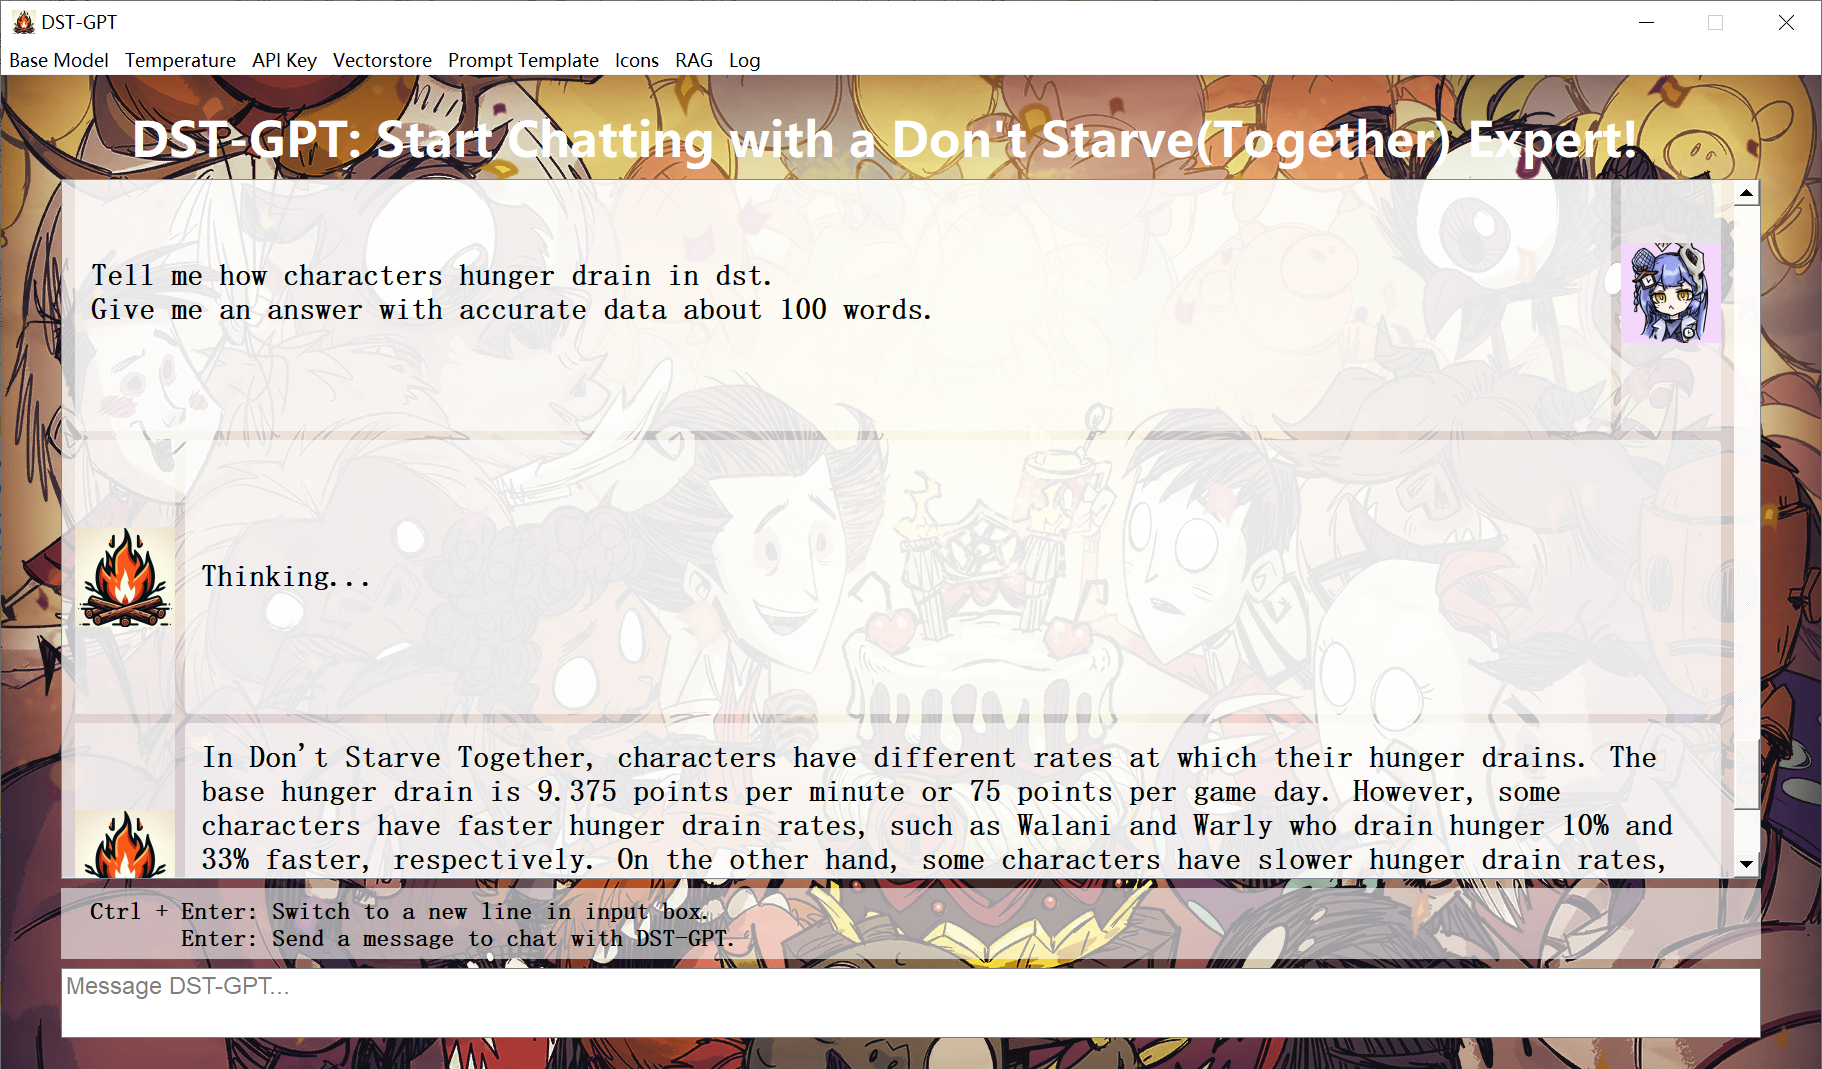 DST-GPT
Base Model Temperature API Key Vectorstore Prompt Template Icons RAG Log
DST-GPT: Start Chatting with a Don't Starve(Together) Expert!
Tell me how characters hunger drain in dst.
Give me an answer with accurate data about 100 words.
Thinking...
In Don't Starve Together, characters have different rates at which their hunger drains. The
base hunger drain is 9.375 points per minute or 75 points per game day. However, some
characters have faster hunger drain rates, such as Walani and Warly who drain hunger 10% and
33% faster, respectively. On the other hand, some characters have slower hunger drain rates,
Ctrl + Enter: Switch to a new line in input box.
Enter: Send a message to chat with DST-GPT.
Message DST-GPT...